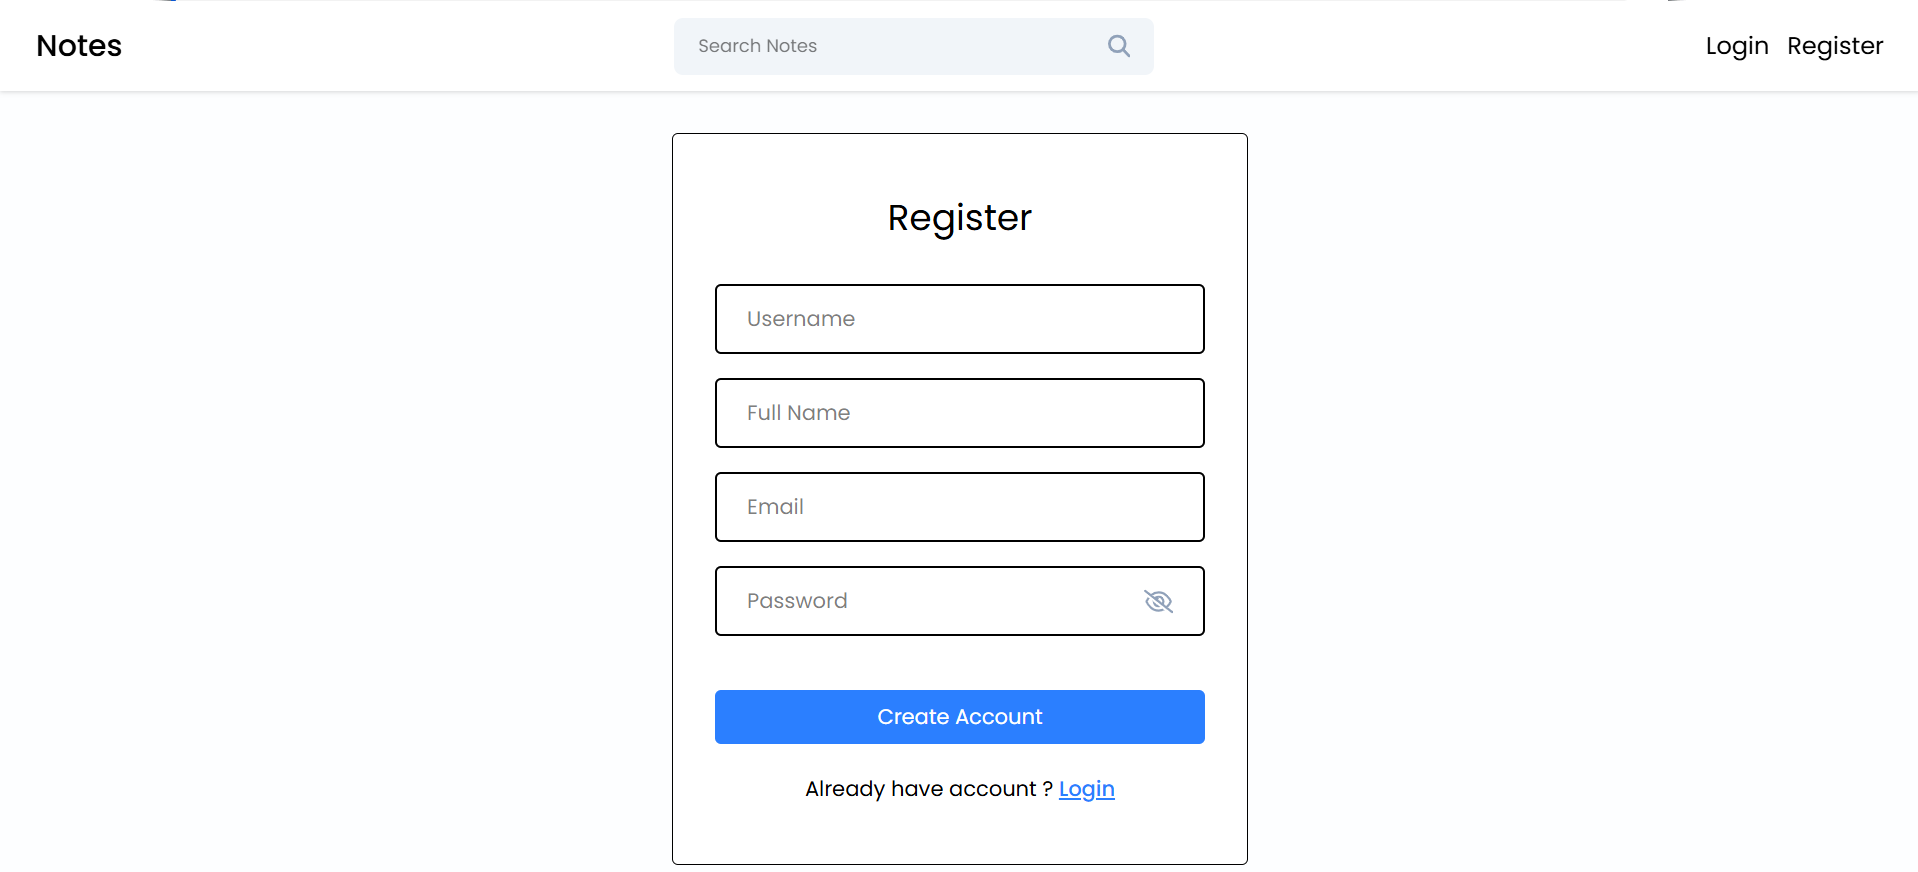 Notes
Search Notes
Login Register
Register
Username
Full Name
Email
Password
Create Account
Already have account ? Login